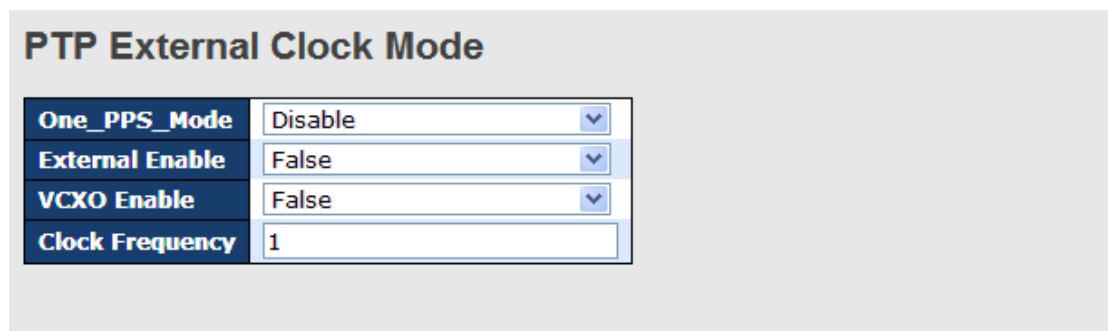 PTP External Clock Mode
One_PPS_Mode Disable
External Enable False
VCXO Enable False
Clock Frequency 1